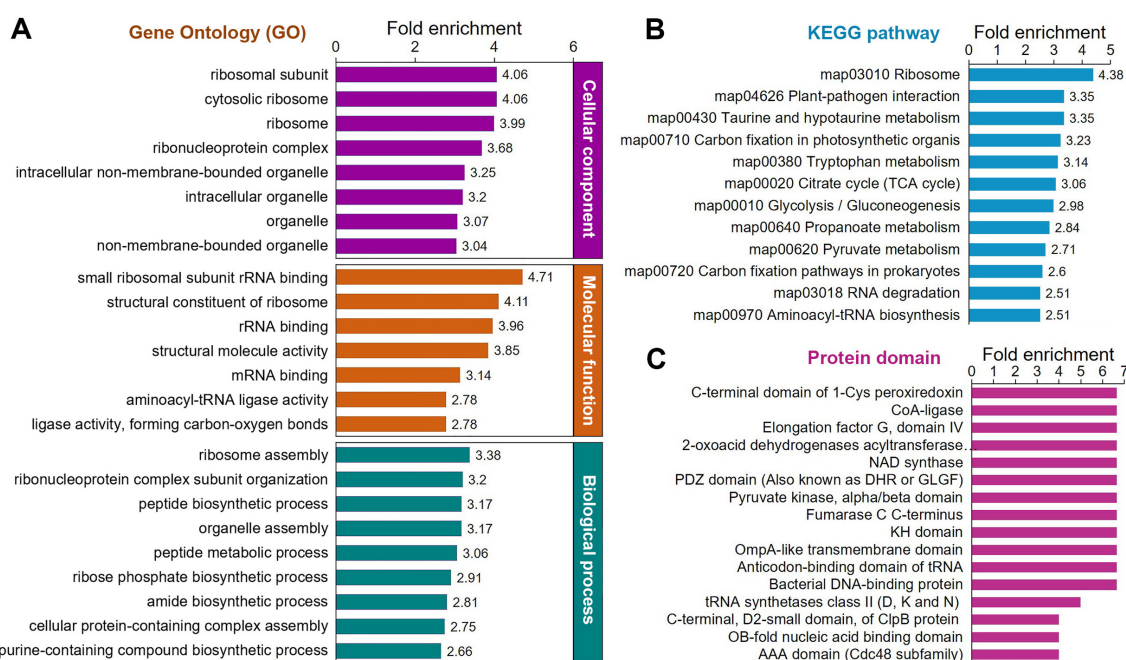 A
Gene Ontology (GO)
Fold enrichment
0 2 4 6
ribosomal subunit 4.06
cytosolic ribosome 4.06
ribosome 3.99
ribonucleoprotein complex 3.68
intracellular non-membrane-bounded organelle 3.25
intracellular organelle 3.2
organelle 3.07
non-membrane-bounded organelle 3.04
Cellular component
small ribosomal subunit rRNA binding 4.71
structural constituent of ribosome 4.11
rRNA binding 3.96
structural molecule activity 3.85
mRNA binding 3.14
aminoacyl-tRNA ligase activity 2.78
ligase activity, forming carbon-oxygen bonds 2.78
Molecular function
ribosome assembly 3.38
ribonucleoprotein complex subunit organization 3.2
peptide biosynthetic process 3.17
organelle assembly 3.17
peptide metabolic process 3.06
ribose phosphate biosynthetic process 2.91
amide biosynthetic process 2.81
cellular protein-containing complex assembly 2.75
purine-containing compound biosynthetic process 2.66
Biological process
B
KEGG pathway
Fold enrichment
0 1 2 3 4 5
map03010 Ribosome 4.38
map04626 Plant-pathogen interaction 3.35
map00430 Taurine and hypotaurine metabolism 3.35
map00710 Carbon fixation in photosynthetic organis 3.23
map00380 Tryptophan metabolism 3.14
map00020 Citrate cycle (TCA cycle) 3.06
map00010 Glycolysis / Gluconeogenesis 2.98
map00640 Propanoate metabolism 2.84
map00620 Pyruvate metabolism 2.71
map00720 Carbon fixation pathways in prokaryotes 2.6
map03018 RNA degradation 2.51
map00970 Aminoacyl-tRNA biosynthesis 2.51
C
Protein domain
Fold enrichment
0 1 2 3 4 5 6 7
C-terminal domain of 1-Cys peroxiredoxin
CoA-ligase
Elongation factor G, domain IV
2-oxoacid dehydrogenases acyltransferase...
NAD synthase
PDZ domain (Also known as DHR or GLGF)
Pyruvate kinase, alpha/beta domain
Fumarase C C-terminus
KH domain
OmpA-like transmembrane domain
Anticodon-binding domain of tRNA
Bacterial DNA-binding protein
tRNA synthetases class II (D, K and N)
C-terminal, D2-small domain, of ClpB protein
OB-fold nucleic acid binding domain
AAA domain (Cdc48 subfamily)